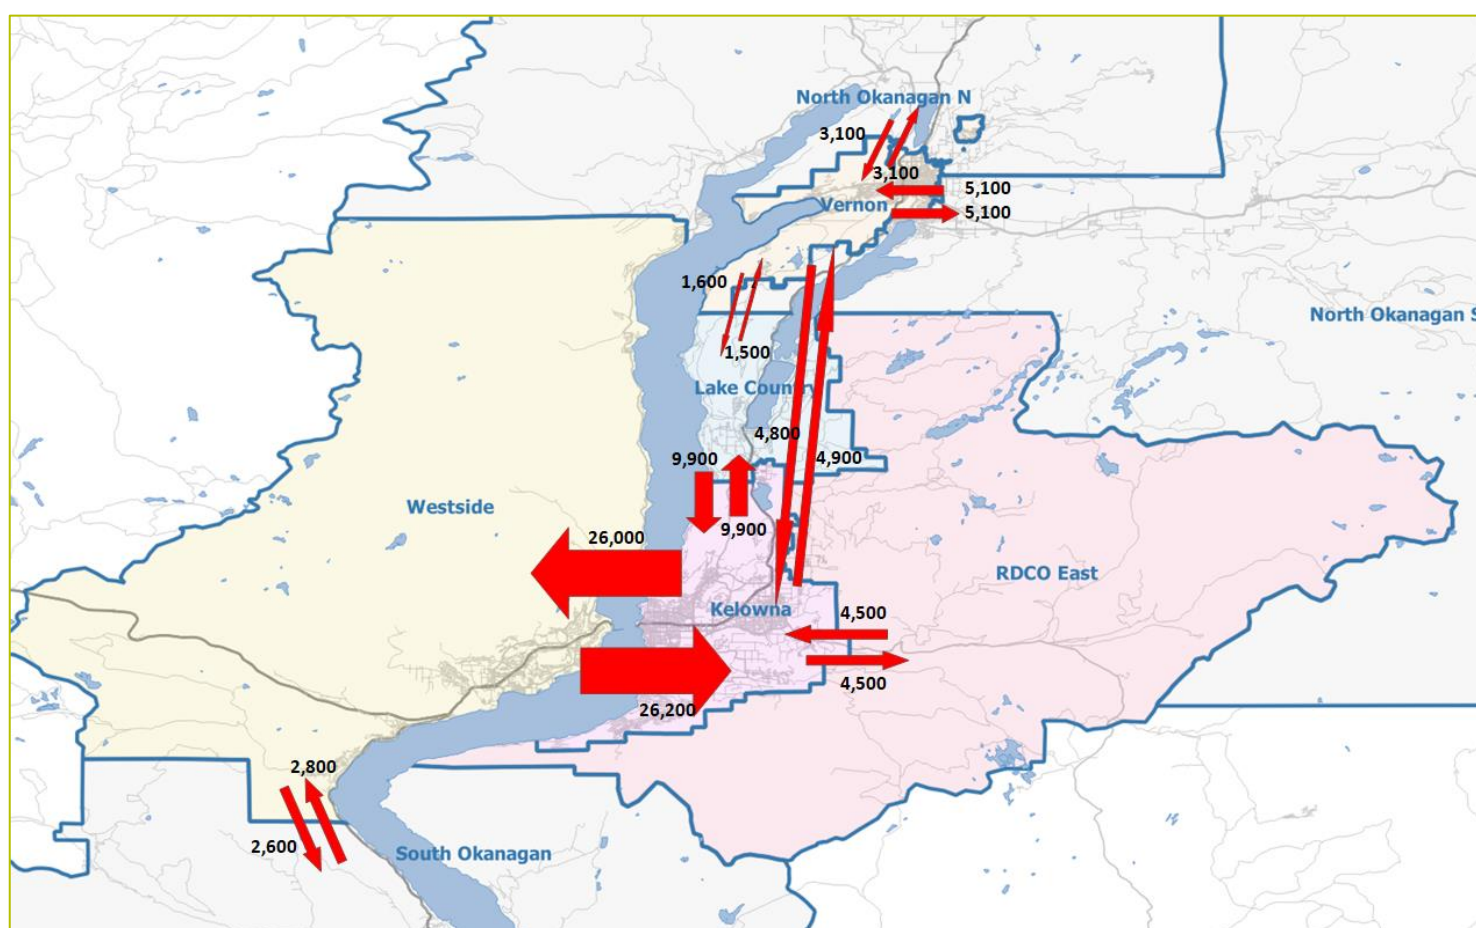 North Okanagan N
3,100
3,100
5,100
Vernon
5,100
1,600
North Okanagan S
1,500
Lake Country
4,800
9,900
4,900
Westside
9,900
26,000
RDCO East
Kelowna
4,500
4,500
26,200
2,800
2,600
South Okanagan